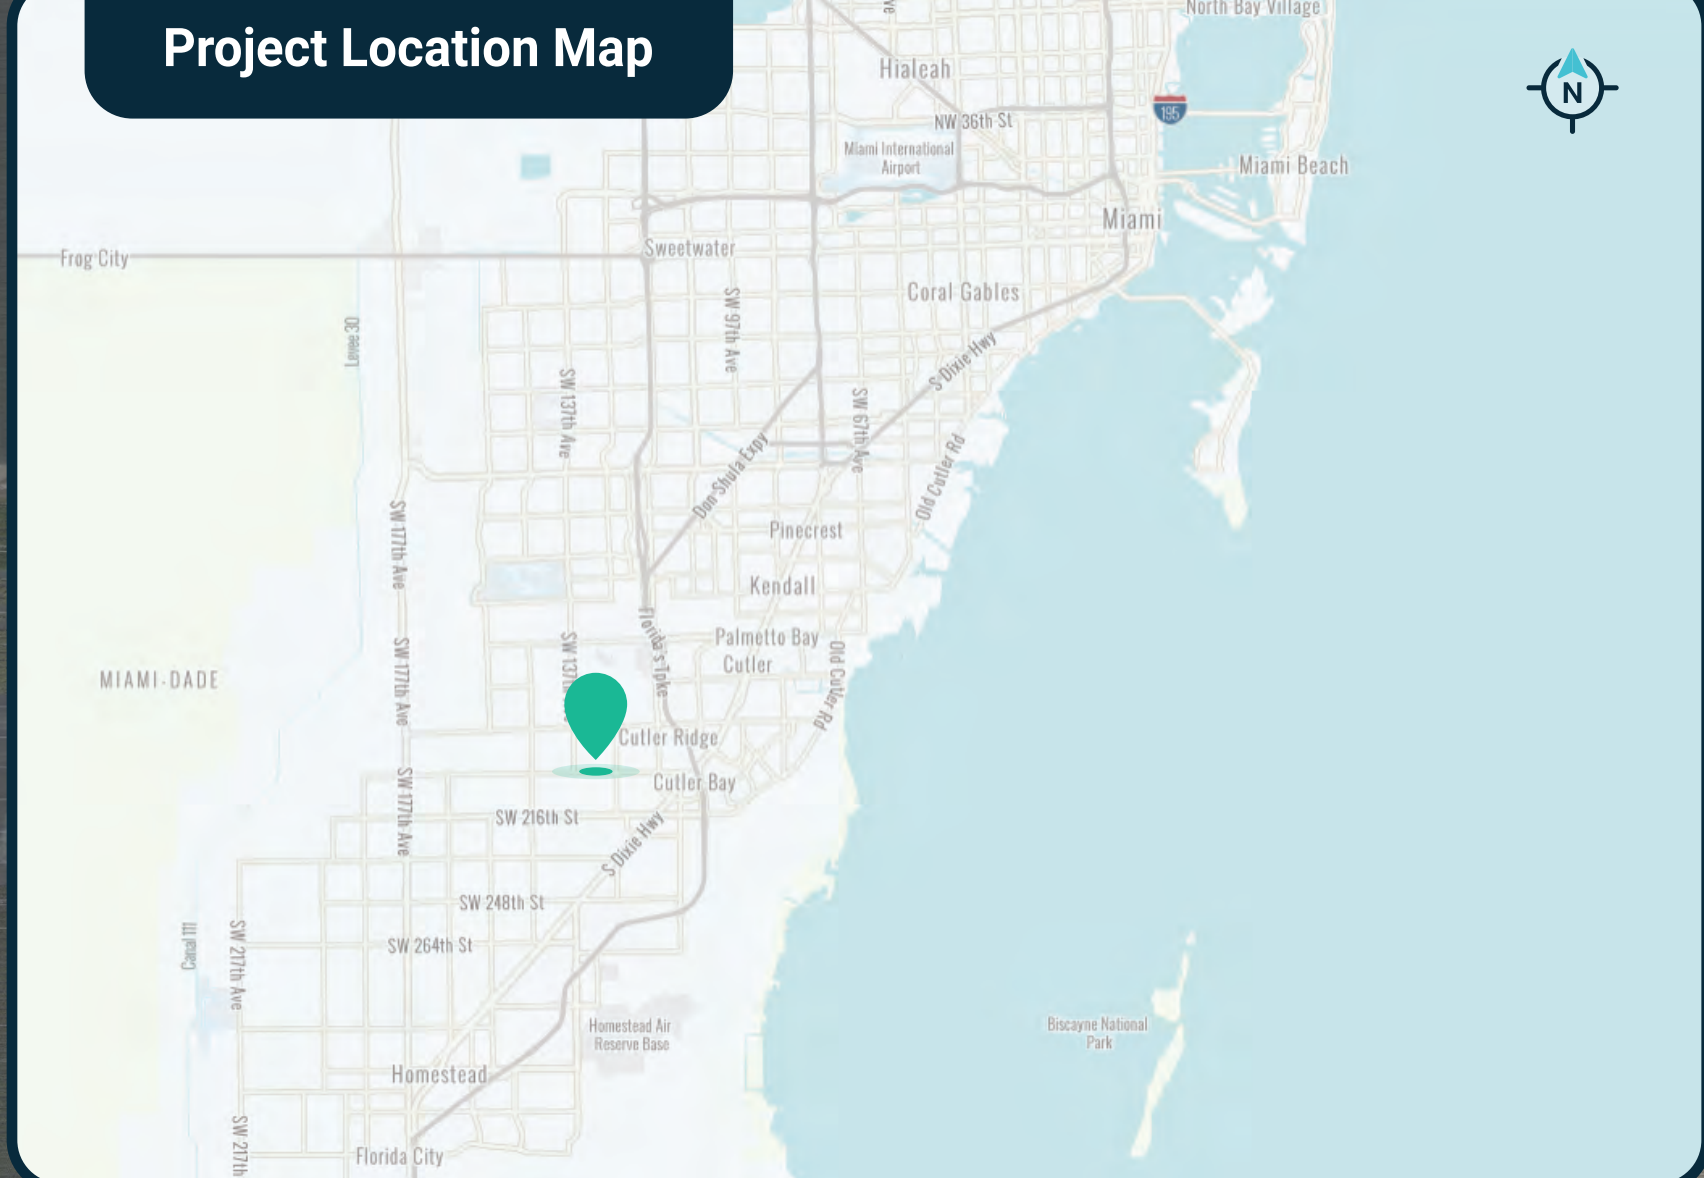 Project Location Map
North Bay Village
Hialeah
N
195
NW 36th St
Miami International
Airport
Miami Beach
Miami
Sweetwater
Frog City
Coral Gables
SW 97th Ave
Levee 30
S Dixie Hwy
SW 137th Ave
SW 67th Ave
Don Shula Expy
Old Cutler Rd
SW 177th Ave
Pinecrest
Kendall
Florida's Tpke
Palmetto Bay
Cutler
SW 137th
Old Cutler Rd
SW 177th Ave
MIAMI-DADE
Cutler Ridge
Cutler Bay
SW 177th Ave
SW 216th St
S Dixie Hwy
SW 248th St
SW 264th St
Canal 111
SW 217th Ave
Homestead Air
Reserve Base
Biscayne National
Park
Homestead
SW 217th
Florida City